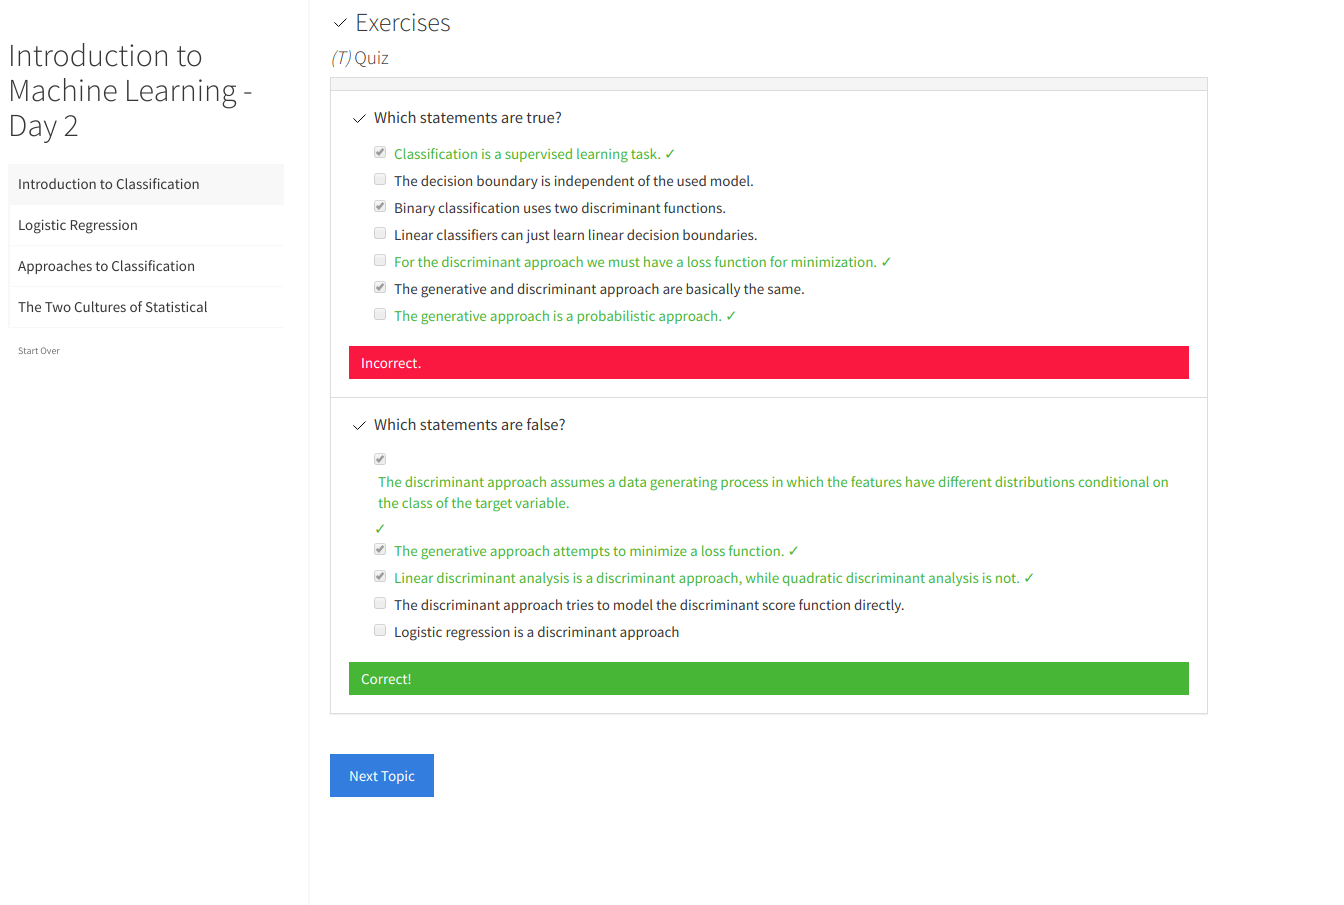 Introduction to
Machine Learning -
Day 2
Introduction to Classification
Logistic Regression
Approaches to Classification
The Two Cultures of Statistical
Start Over
✓ Exercises
(T) Quiz
✓ Which statements are true?
Classification is a supervised learning task. ✓
The decision boundary is independent of the used model.
Binary classification uses two discriminant functions.
Linear classifiers can just learn linear decision boundaries.
For the discriminant approach we must have a loss function for minimization. ✓
The generative and discriminant approach are basically the same.
The generative approach is a probabilistic approach. ✓
Incorrect.
✓ Which statements are false?
The discriminant approach assumes a data generating process in which the features have different distributions conditional on
the class of the target variable.
✓
The generative approach attempts to minimize a loss function. ✓
Linear discriminant analysis is a discriminant approach, while quadratic discriminant analysis is not. ✓
The discriminant approach tries to model the discriminant score function directly.
Logistic regression is a discriminant approach
Correct!
Next Topic